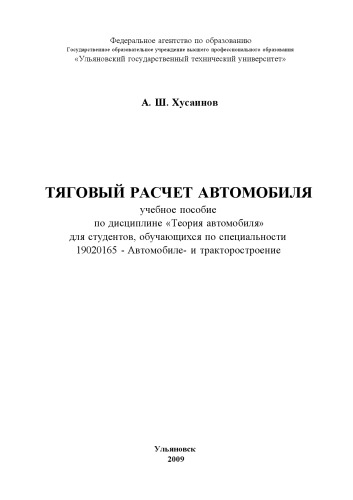 Федеральное агентство по образованию
Государственное образовательное учреждение высшего профессионального образования
«Ульяновский государственный технический университет»
А. Ш. Хусаинов
ТЯГОВЫЙ РАСЧЕТ АВТОМОБИЛЯ
учебное пособие
по дисциплине «Теория автомобиля»
для студентов, обучающихся по специальности
19020165 - Автомобиле- и тракторостроение
Ульяновск
2009